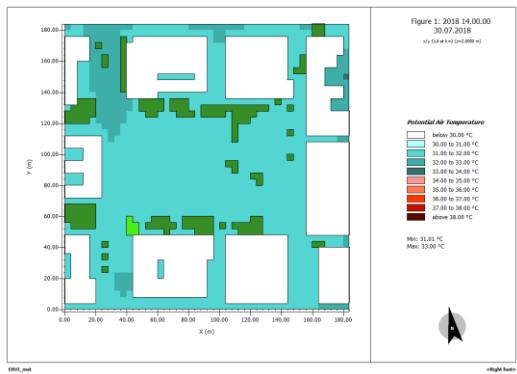 Figure 1: 2018 14.00.00
30.07.2018
x/y Cut at k=3 (z=2.0000 m)
180.00
160.00
140.00
120.00
100.00
80.00
60.00
40.00
20.00
0.00
Y (m)
0.00 20.00 40.00 60.00 80.00 100.00 120.00 140.00 160.00 180.00
X (m)
Potential Air Temperature
below 30.00 °C
30.00 to 31.00 °C
31.00 to 32.00 °C
32.00 to 33.00 °C
33.00 to 34.00 °C
34.00 to 35.00 °C
35.00 to 36.00 °C
36.00 to 37.00 °C
37.00 to 38.00 °C
above 38.00 °C
Min: 31.01 °C
Max: 33.00 °C
N
<Right foot>